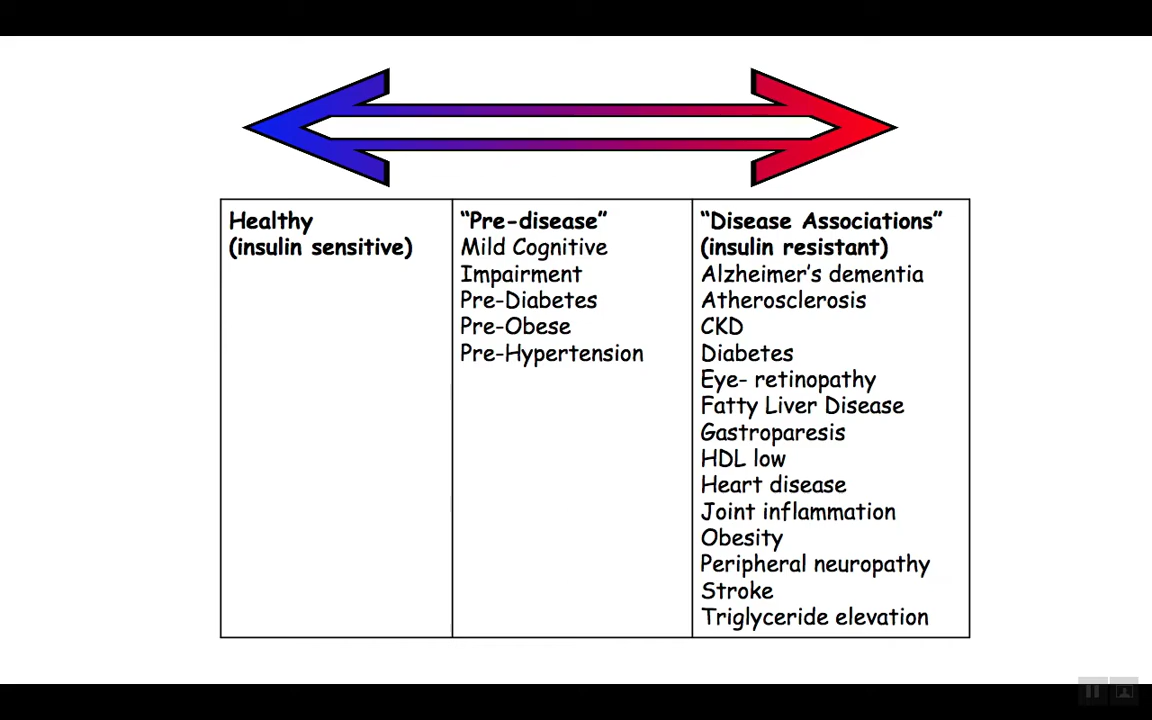 Healthy
(insulin sensitive)
“Pre-disease”
Mild Cognitive
Impairment
Pre-Diabetes
Pre-Obese
Pre-Hypertension
“Disease Associations”
(insulin resistant)
Alzheimer’s dementia
Atherosclerosis
CKD
Diabetes
Eye- retinopathy
Fatty Liver Disease
Gastroparesis
HDL low
Heart disease
Joint inflammation
Obesity
Peripheral neuropathy
Stroke
Triglyceride elevation